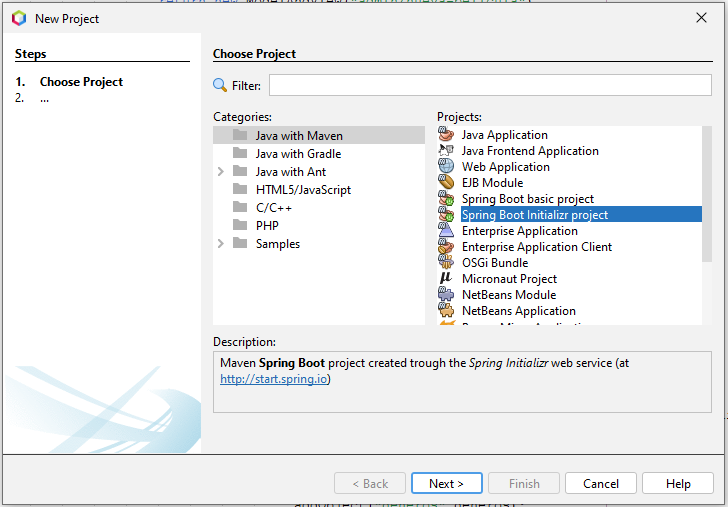 New Project
Steps
1. Choose Project
2. ...
Choose Project
Filter:
Categories:
Java with Maven
Java with Gradle
Java with Ant
HTML5/JavaScript
C/C++
PHP
Samples
Projects:
Java Application
Java Frontend Application
Web Application
EJB Module
Spring Boot basic project
Spring Boot Initializr project
Enterprise Application
Enterprise Application Client
OSGi Bundle
Micronaut Project
NetBeans Module
NetBeans Application
Description:
Maven Spring Boot project created trough the Spring Initializr web service (at
http://start.spring.io)
< Back
Next >
Finish
Cancel
Help